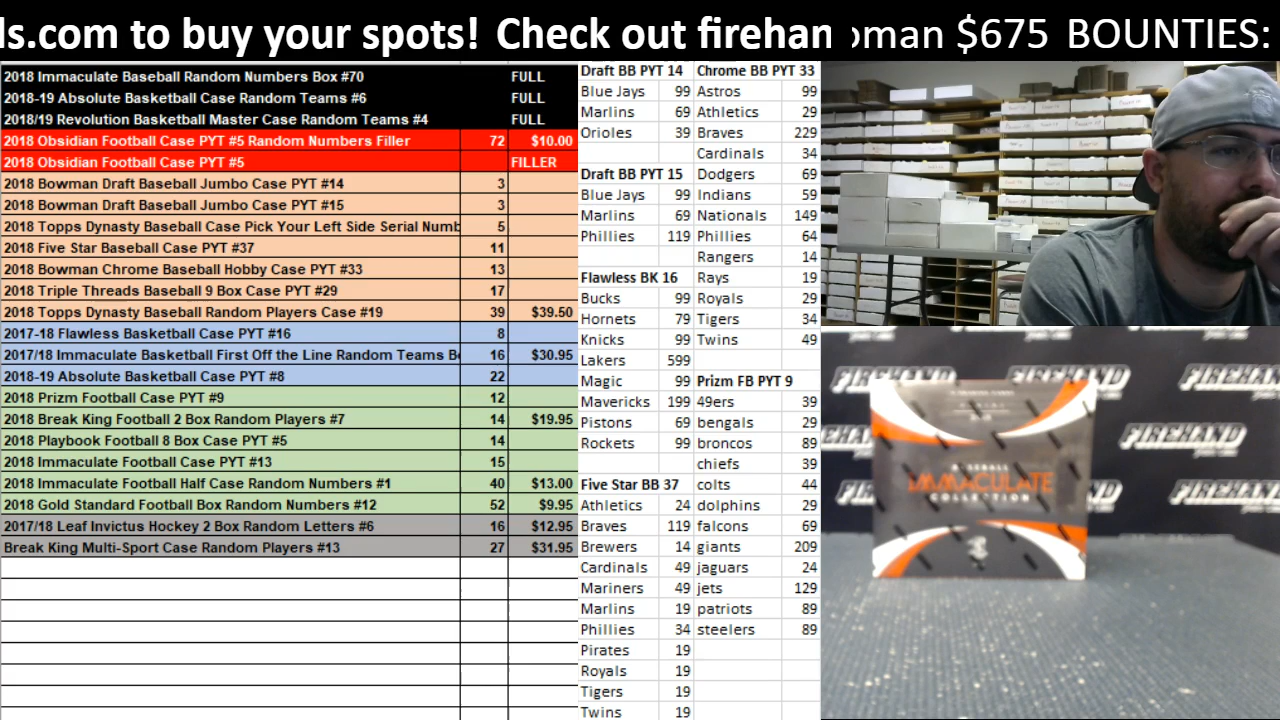 ls.com to buy your spots! Check out firehan
oman $675 BOUNTIES:
2018 Immaculate Baseball Random Numbers Box #70 FULL
2018-19 Absolute Basketball Case Random Teams #6 FULL
2018/19 Revolution Basketball Master Case Random Teams #4 FULL
2018 Obsidian Football Case PYT #5 Random Numbers Filler 72 $10.00
2018 Obsidian Football Case PYT #5 FILLER
2018 Bowman Draft Baseball Jumbo Case PYT #14 3
2018 Bowman Draft Baseball Jumbo Case PYT #15 3
2018 Topps Dynasty Baseball Case Pick Your Left Side Serial Numb 5
2018 Five Star Baseball Case PYT #37 11
2018 Bowman Chrome Baseball Hobby Case PYT #33 13
2018 Triple Threads Baseball 9 Box Case PYT #29 17
2018 Topps Dynasty Baseball Random Players Case #19 39 $39.50
2017-18 Flawless Basketball Case PYT #16 8
2017/18 Immaculate Basketball First Off the Line Random Teams Bo 16 $30.95
2018-19 Absolute Basketball Case PYT #8 22
2018 Prizm Football Case PYT #9 12
2018 Break King Football 2 Box Random Players #7 14 $19.95
2018 Playbook Football 8 Box Case PYT #5 14
2018 Immaculate Football Case PYT #13 15
2018 Immaculate Football Half Case Random Numbers #1 40 $13.00
2018 Gold Standard Football Box Random Numbers #12 52 $9.95
2017/18 Leaf Invictus Hockey 2 Box Random Letters #6 16 $12.95
Break King Multi-Sport Case Random Players #13 27 $31.95
Draft BB PYT 14
Blue Jays 99
Marlins 69
Orioles 39
Draft BB PYT 15
Blue Jays 99
Marlins 69
Phillies 119
Flawless BK 16
Bucks 99
Hornets 79
Knicks 99
Lakers 599
Magic 99
Mavericks 199
Pistons 69
Rockets 99
Five Star BB 37
Athletics 24
Braves 119
Brewers 14
Cardinals 49
Mariners 49
Marlins 19
Phillies 34
Pirates 19
Royals 19
Tigers 19
Twins 19
Chrome BB PYT 33
Astros 99
Athletics 29
Braves 229
Cardinals 34
Dodgers 69
Indians 59
Nationals 149
Phillies 64
Rangers 14
Rays 19
Royals 29
Tigers 34
Twins 49
Prizm FB PYT 9
49ers 39
bengals 29
broncos 89
chiefs 39
colts 44
dolphins 29
falcons 69
giants 209
jaguars 24
jets 129
patriots 89
steelers 89
FIREHAND
FIREHAND
BASEBALL
IMMACULATE
COLLECTION